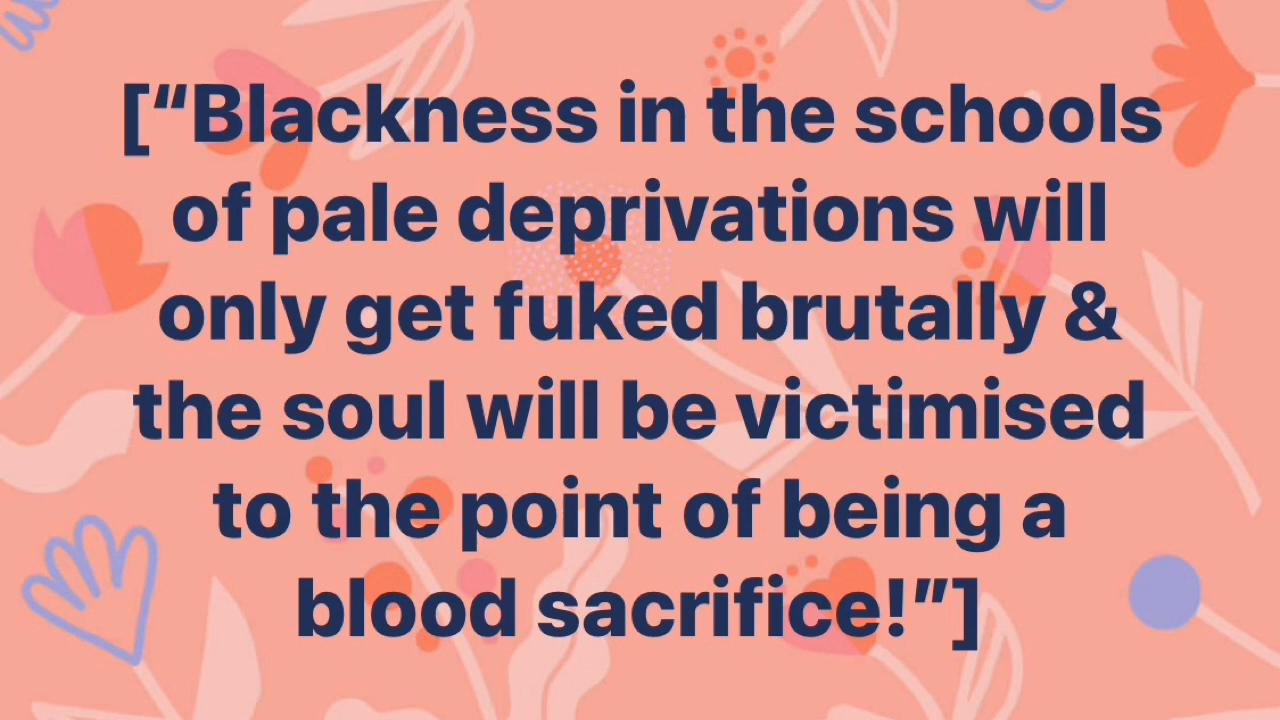 [“Blackness in the schools
of pale deprivations will
only get fuked brutally &
the soul will be victimised
to the point of being a
blood sacrifice!”]